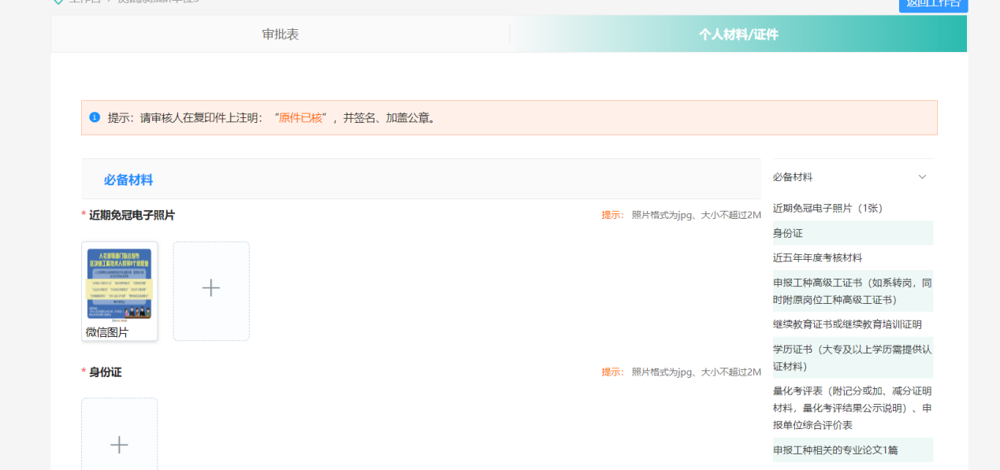 返回工作台
审批表
个人材料/证件
提示：请审核人在复印件上注明：“原件已核”，并签名、加盖公章。
必备材料
* 近期免冠电子照片
提示：照片格式为jpg、大小不超过2M
微信图片
* 身份证
提示：照片格式为jpg、大小不超过2M
必备材料
近期免冠电子照片（1张）
身份证
近五年年度考核材料
申报工种高级工证书（如系转岗，同
时附原岗位工种高级工证书）
继续教育证书或继续教育培训证明
学历证书（大专及以上学历需提供认
证材料）
量化考评表（附记分或加、减分证明
材料，量化考评结果公示说明）、申
报单位综合评价表
申报工种相关的专业论文1篇